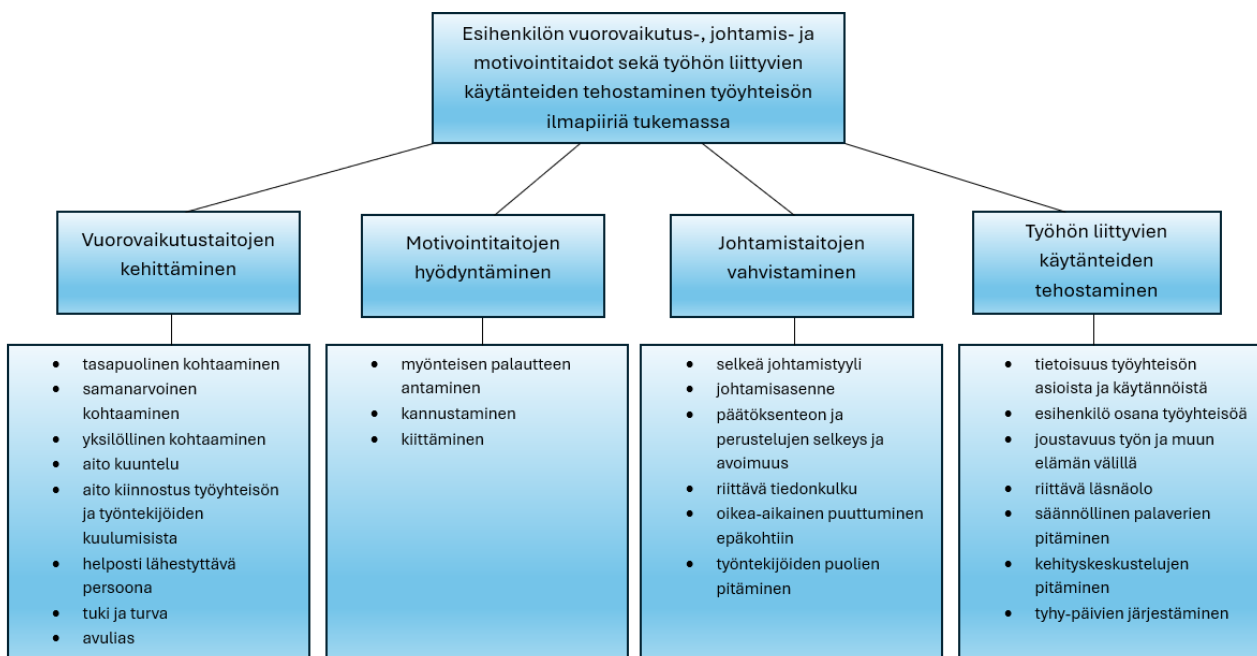 Esihenkilön vuorovaikutus-, johtamis- ja
motivointitaidot sekä työhön liittyvien
käytänteiden tehostaminen työyhteisön
ilmapiiriä tukemassa
Vuorovaikutustaitojen
kehittäminen
• tasapuolinen kohtaaminen
• samanarvoinen
kohtaaminen
• yksilöllinen kohtaaminen
• aito kuuntelu
• aito kiinnostus työyhteisön
ja työntekijöiden
kuulumisista
• helposti lähestyttävä
persoona
• tuki ja turva
• avulias
Motivointitaitojen
hyödyntäminen
• myönteisen palautteen
antaminen
• kannustaminen
• kiittäminen
Johtamistaitojen
vahvistaminen
• selkeä johtamistyyli
• johtamisasenne
• päätöksenteon ja
perustelujen selkeys ja
avoimuus
• riittävä tiedonkulku
• oikea-aikainen puuttuminen
epäkohtiin
• työntekijöiden puolien
pitäminen
Työhön liittyvien
käytänteiden
tehostaminen
• tietoisuus työyhteisön
asioista ja käytännöistä
• esihenkilö osana työyhteisöä
• joustavuus työn ja muun
elämän välillä
• riittävä läsnäolo
• säännöllinen palaverien
pitäminen
• kehityskeskustelujen
pitäminen
• tyhy-päivien järjestäminen